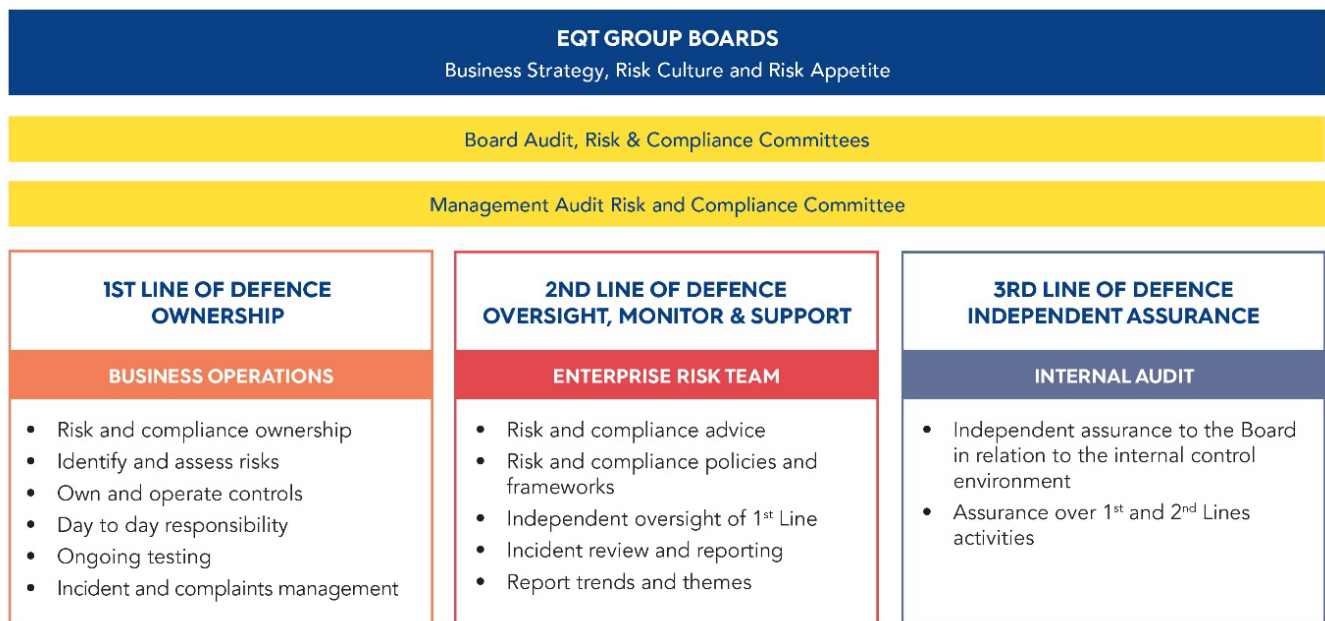 EQT GROUP BOARDS
Business Strategy, Risk Culture and Risk Appetite
Board Audit, Risk & Compliance Committees
Management Audit Risk and Compliance Committee
1ST LINE OF DEFENCE
OWNERSHIP
BUSINESS OPERATIONS
• Risk and compliance ownership
• Identify and assess risks
• Own and operate controls
• Day to day responsibility
• Ongoing testing
• Incident and complaints management
2ND LINE OF DEFENCE
OVERSIGHT, MONITOR & SUPPORT
ENTERPRISE RISK TEAM
• Risk and compliance advice
• Risk and compliance policies and
frameworks
• Independent oversight of 1st Line
• Incident review and reporting
• Report trends and themes
3RD LINE OF DEFENCE
INDEPENDENT ASSURANCE
INTERNAL AUDIT
• Independent assurance to the Board
in relation to the internal control
environment
• Assurance over 1st and 2nd Lines
activities